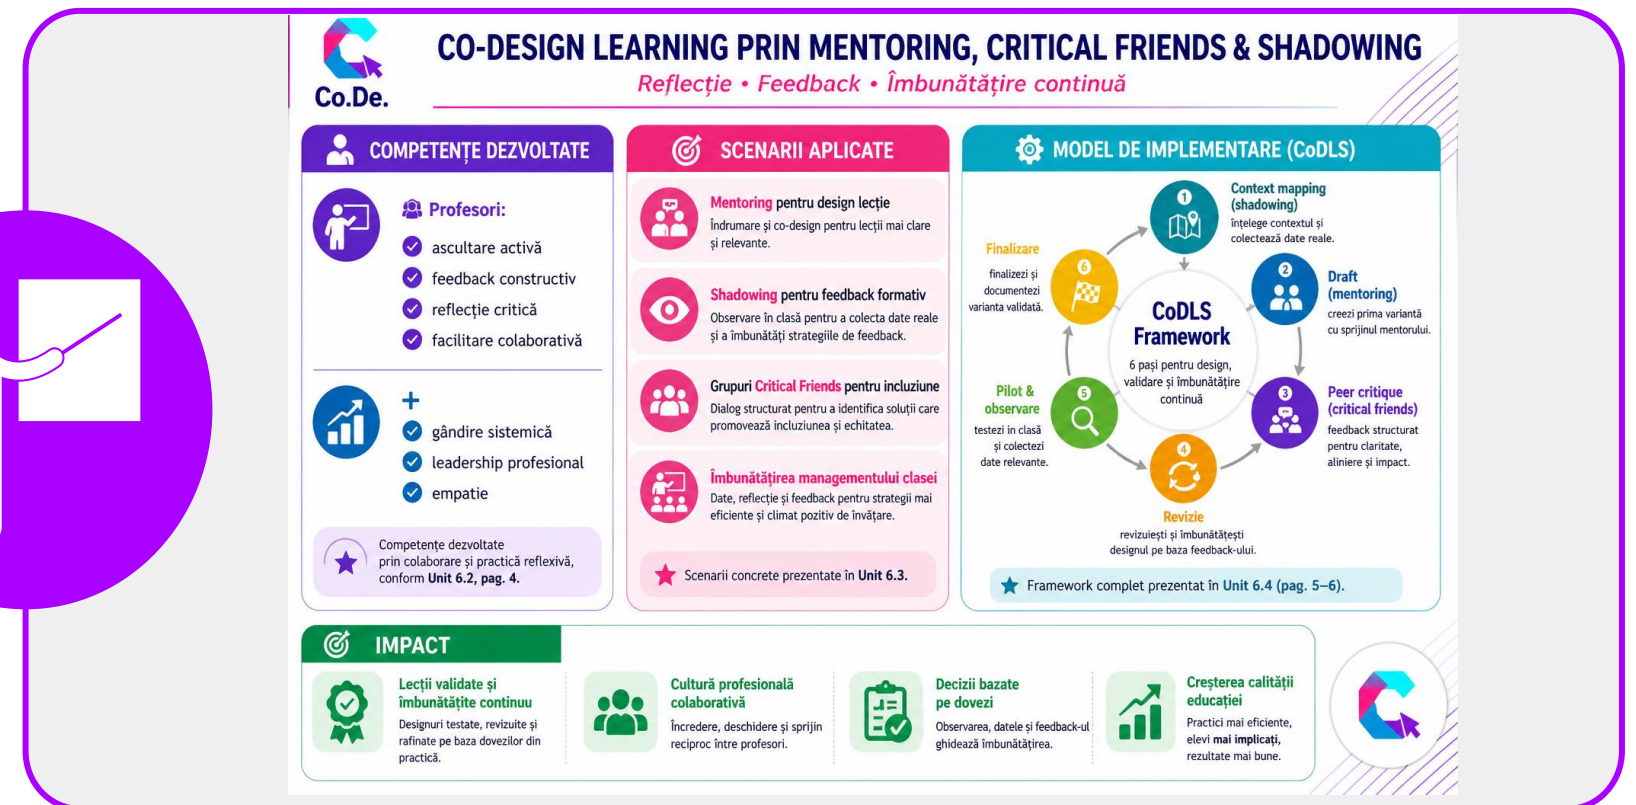 Co.De.
CO-DESIGN LEARNING PRIN MENTORING, CRITICAL FRIENDS & SHADOWING
Reflecție • Feedback • Îmbunătățire continuă
COMPETENȚE DEZVOLTATE
Profesori:
ascultare activă
feedback constructiv
reflecție critică
facilitare colaborativă
+
gândire sistemică
leadership profesional
empatie
Competențe dezvoltate
prin colaborare și practică reflexivă,
conform Unit 6.2, pag. 4.
SCENARII APLICATE
Mentoring pentru design lecție
Îndrumare și co-design pentru lecții mai clare
și relevante.
Shadowing pentru feedback formativ
Observare în clasă pentru a colecta date reale
și a îmbunătăți strategiile de feedback.
Grupuri Critical Friends pentru incluziune
Dialog structurat pentru a identifica soluții care
promovează incluziunea și echitatea.
Îmbunătățirea managementului clasei
Date, reflecție și feedback pentru strategii mai
eficiente și climat pozitiv de învățare.
Scenarii concrete prezentate în Unit 6.3.
MODEL DE IMPLEMENTARE (CoDLS)
1
Context mapping
(shadowing)
înțelege contextul și
colectează date reale.
2
Draft
(mentoring)
creezi prima variantă
cu sprijinul mentorului.
3
Peer critique
(critical friends)
feedback structurat
pentru claritate,
aliniere și impact.
4
Revizie
revizuiești și îmbunătățești
designul pe baza feedback-ului.
5
Pilot &
observare
testezi in clasă
și colectezi
date relevante.
6
Finalizare
finalizezi și
documentezi
varianta validată.
CoDLS
Framework
6 pași pentru design,
validare și îmbunătățire
continuă
Framework complet prezentat în Unit 6.4 (pag. 5–6).
IMPACT
Lecții validate și
îmbunătățite continuu
Designuri testate, revizuite și
rafinate pe baza dovezilor din
practică.
Cultură profesională
colaborativă
Încredere, deschidere și sprijin
reciproc între profesori.
Decizii bazate
pe dovezi
Observarea, datele și feedback-ul
ghidează îmbunătățirea.
Creșterea calității
educației
Practici mai eficiente,
elevi mai implicați,
rezultate mai bune.